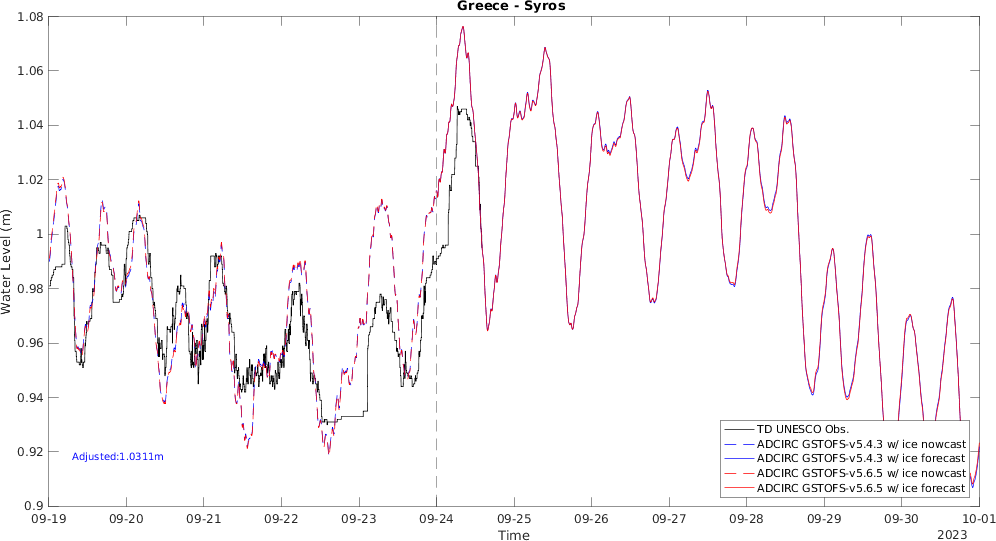 Greece - Syros
1.08
1.06
1.04
1.02
1
0.98
0.96
0.94
0.92
0.9
Water Level (m)
Adjusted:1.0311m
TD UNESCO Obs.
ADCIRC GSTOFS-v5.4.3 w/ ice nowcast
ADCIRC GSTOFS-v5.4.3 w/ ice forecast
ADCIRC GSTOFS-v5.6.5 w/ ice nowcast
ADCIRC GSTOFS-v5.6.5 w/ ice forecast
09-19 09-20 09-21 09-22 09-23 09-24 09-25 09-26 09-27 09-28 09-29 09-30 10-01
Time
2023